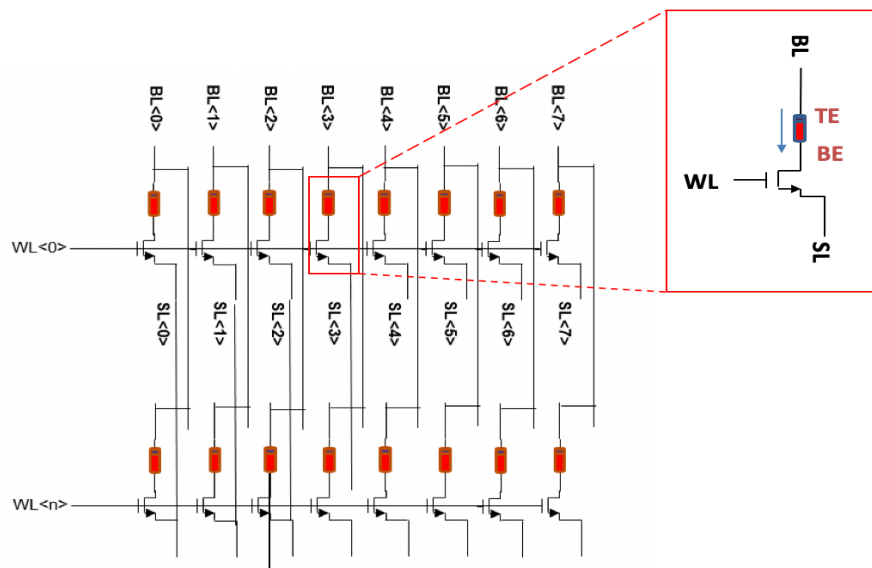 BL<0>
BL<1>
BL<2>
BL<3>
BL<4>
BL<5>
BL<6>
BL<7>
WL<0>
SL<0>
SL<1>
SL<2>
SL<3>
SL<4>
SL<5>
SL<6>
SL<7>
WL<n>
BL
TE
BE
WL
SL